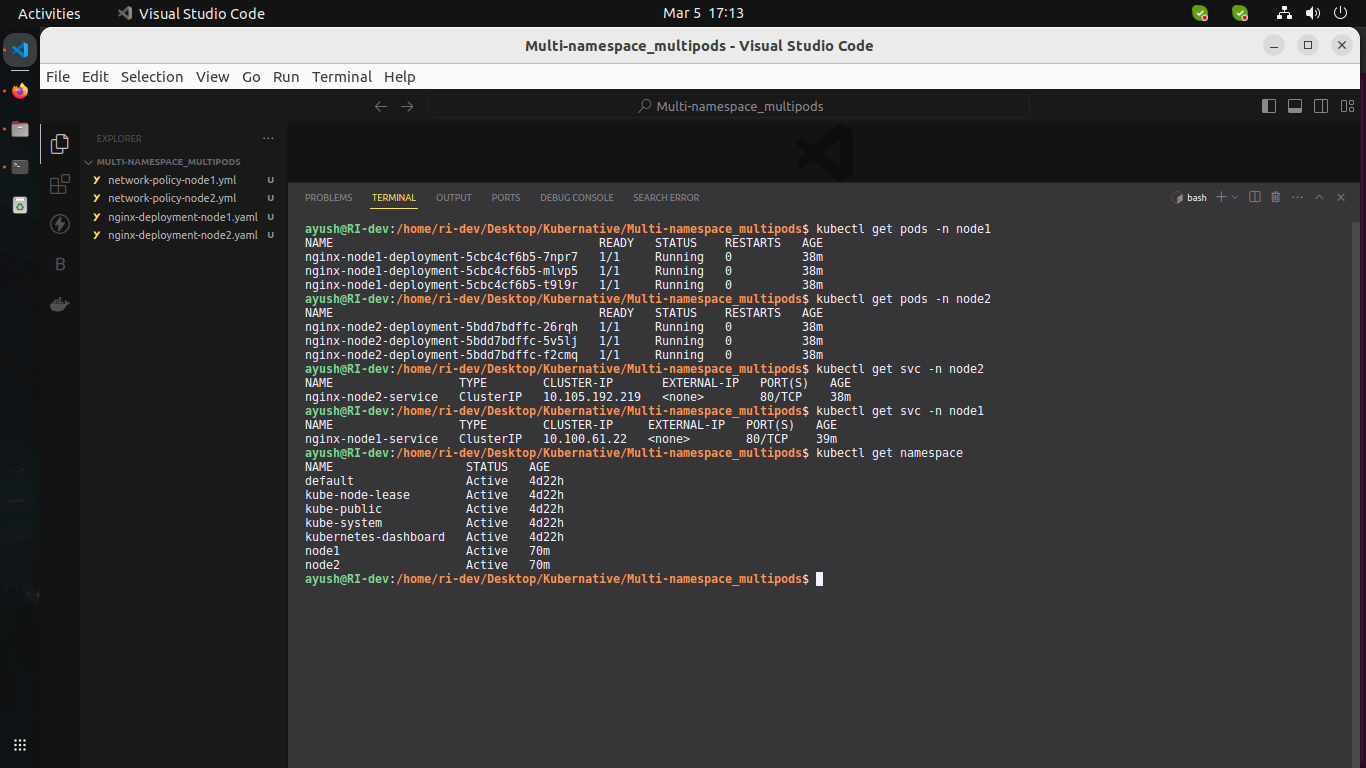 Activities Visual Studio Code Mar 5 17:13
Multi-namespace_multipods - Visual Studio Code
File Edit Selection View Go Run Terminal Help
Multi-namespace_multipods
EXPLORER ···
MULTI-NAMESPACE_MULTIPODS
network-policy-node1.yml U
network-policy-node2.yml U
nginx-deployment-node1.yaml U
nginx-deployment-node2.yaml U
PROBLEMS TERMINAL OUTPUT PORTS DEBUG CONSOLE SEARCH ERROR bash
ayush@RI-dev:/home/ri-dev/Desktop/Kubernative/Multi-namespace_multipods$ kubectl get pods -n node1
NAME READY STATUS RESTARTS AGE
nginx-node1-deployment-5cbc4cf6b5-7npr7 1/1 Running 0 38m
nginx-node1-deployment-5cbc4cf6b5-mlvp5 1/1 Running 0 38m
nginx-node1-deployment-5cbc4cf6b5-t9l9r 1/1 Running 0 38m
ayush@RI-dev:/home/ri-dev/Desktop/Kubernative/Multi-namespace_multipods$ kubectl get pods -n node2
NAME READY STATUS RESTARTS AGE
nginx-node2-deployment-5bdd7bdffc-26rqh 1/1 Running 0 38m
nginx-node2-deployment-5bdd7bdffc-5v5lj 1/1 Running 0 38m
nginx-node2-deployment-5bdd7bdffc-f2cmq 1/1 Running 0 38m
ayush@RI-dev:/home/ri-dev/Desktop/Kubernative/Multi-namespace_multipods$ kubectl get svc -n node2
NAME TYPE CLUSTER-IP EXTERNAL-IP PORT(S) AGE
nginx-node2-service ClusterIP 10.105.192.219 <none> 80/TCP 38m
ayush@RI-dev:/home/ri-dev/Desktop/Kubernative/Multi-namespace_multipods$ kubectl get svc -n node1
NAME TYPE CLUSTER-IP EXTERNAL-IP PORT(S) AGE
nginx-node1-service ClusterIP 10.100.61.22 <none> 80/TCP 39m
ayush@RI-dev:/home/ri-dev/Desktop/Kubernative/Multi-namespace_multipods$ kubectl get namespace
NAME STATUS AGE
default Active 4d22h
kube-node-lease Active 4d22h
kube-public Active 4d22h
kube-system Active 4d22h
kubernetes-dashboard Active 4d22h
node1 Active 70m
node2 Active 70m
ayush@RI-dev:/home/ri-dev/Desktop/Kubernative/Multi-namespace_multipods$